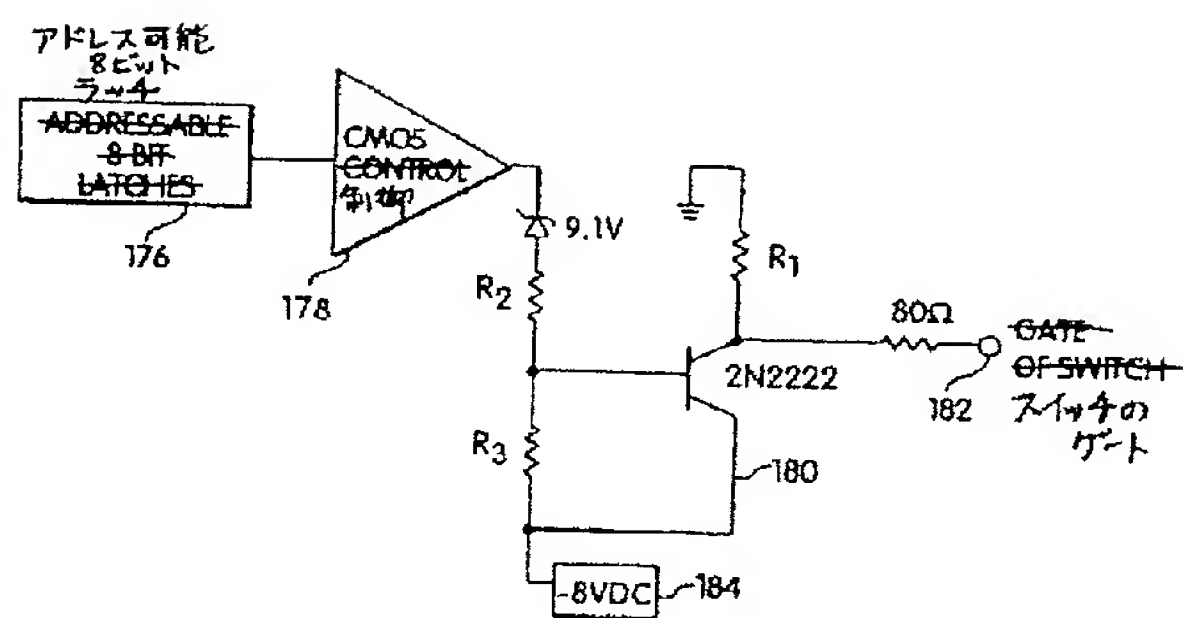 アドレス可能
8ビット
ラッチ
ADDRESSABLE
8 BIT
LATCHES
176
CMOS
CONTROL
制御
178
9.1V
R2
R3
R1
2N2222
80Ω
182
GATE
OF SWITCH
スイッチの
ゲート
180
-8VDC
184